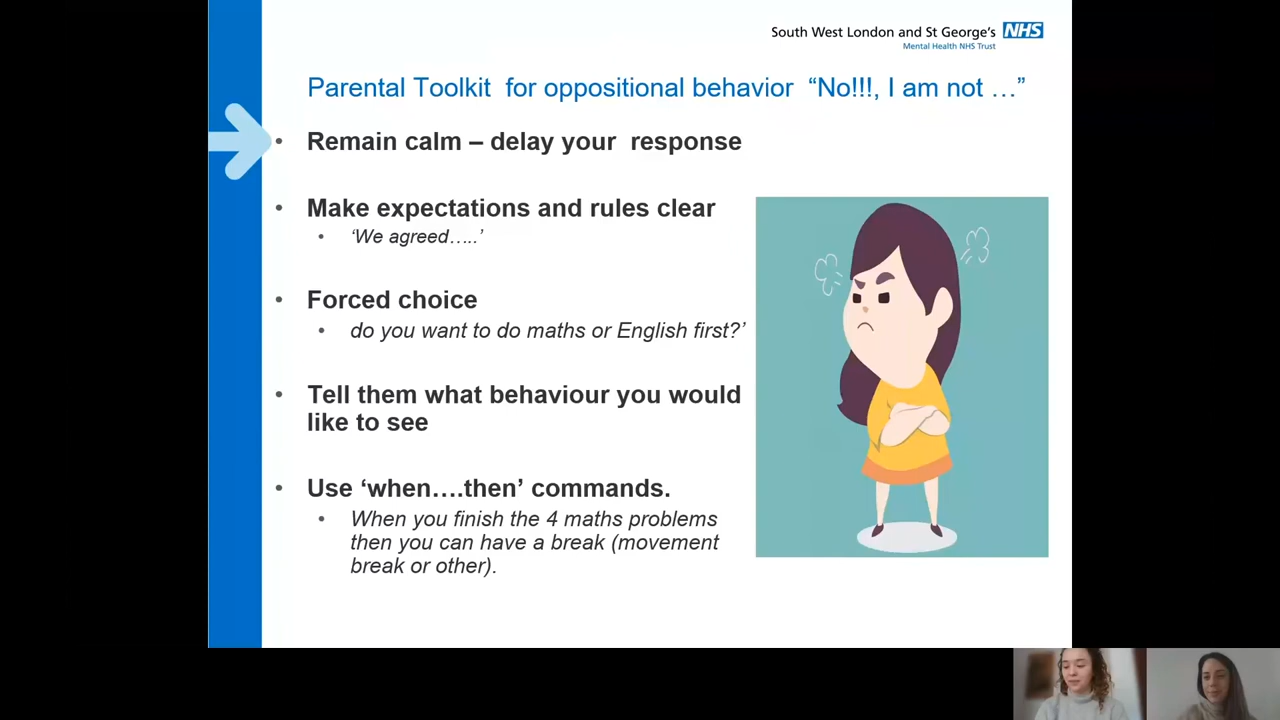 South West London and St George's NHS
Mental Health NHS Trust
Parental Toolkit for oppositional behavior “No!!!, I am not …”
• Remain calm – delay your response
• Make expectations and rules clear
• ‘We agreed…..’
• Forced choice
• do you want to do maths or English first?’
• Tell them what behaviour you would
like to see
• Use ‘when….then’ commands.
• When you finish the 4 maths problems
then you can have a break (movement
break or other).